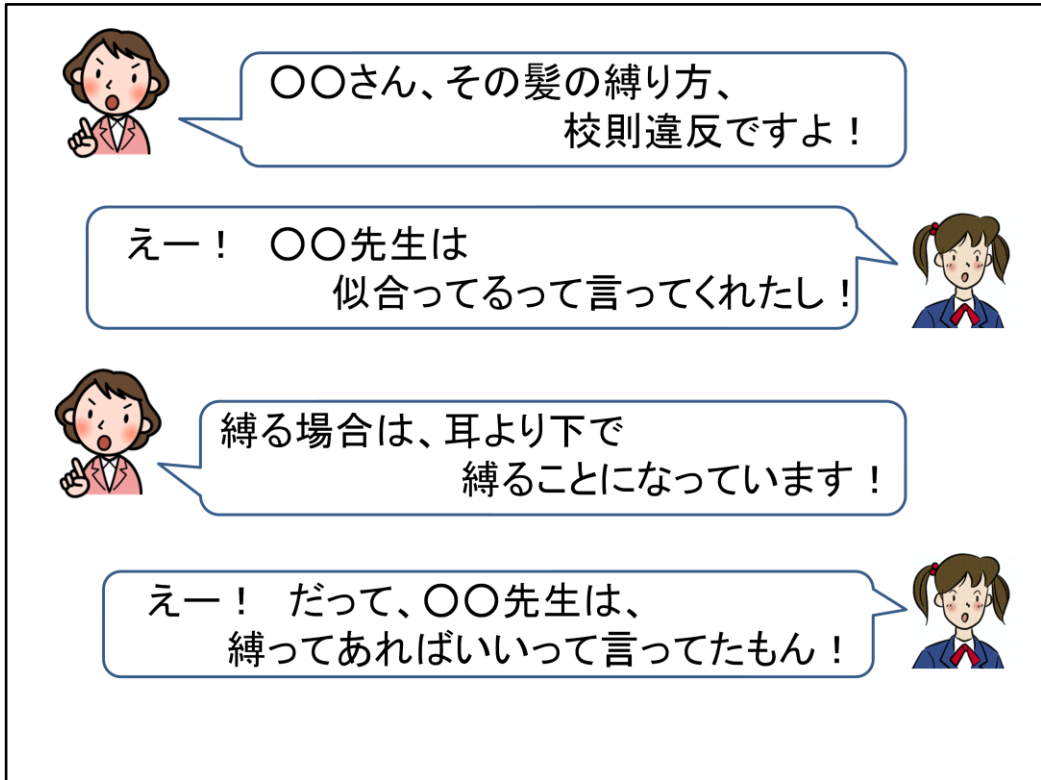 〇〇さん、その髪の縛り方、
校則違反ですよ！
えー！　〇〇先生は
似合ってるって言ってくれたし！
縛る場合は、耳より下で
縛ることになっています！
えー！　だって、〇〇先生は、
縛ってあればいいって言ってたもん！